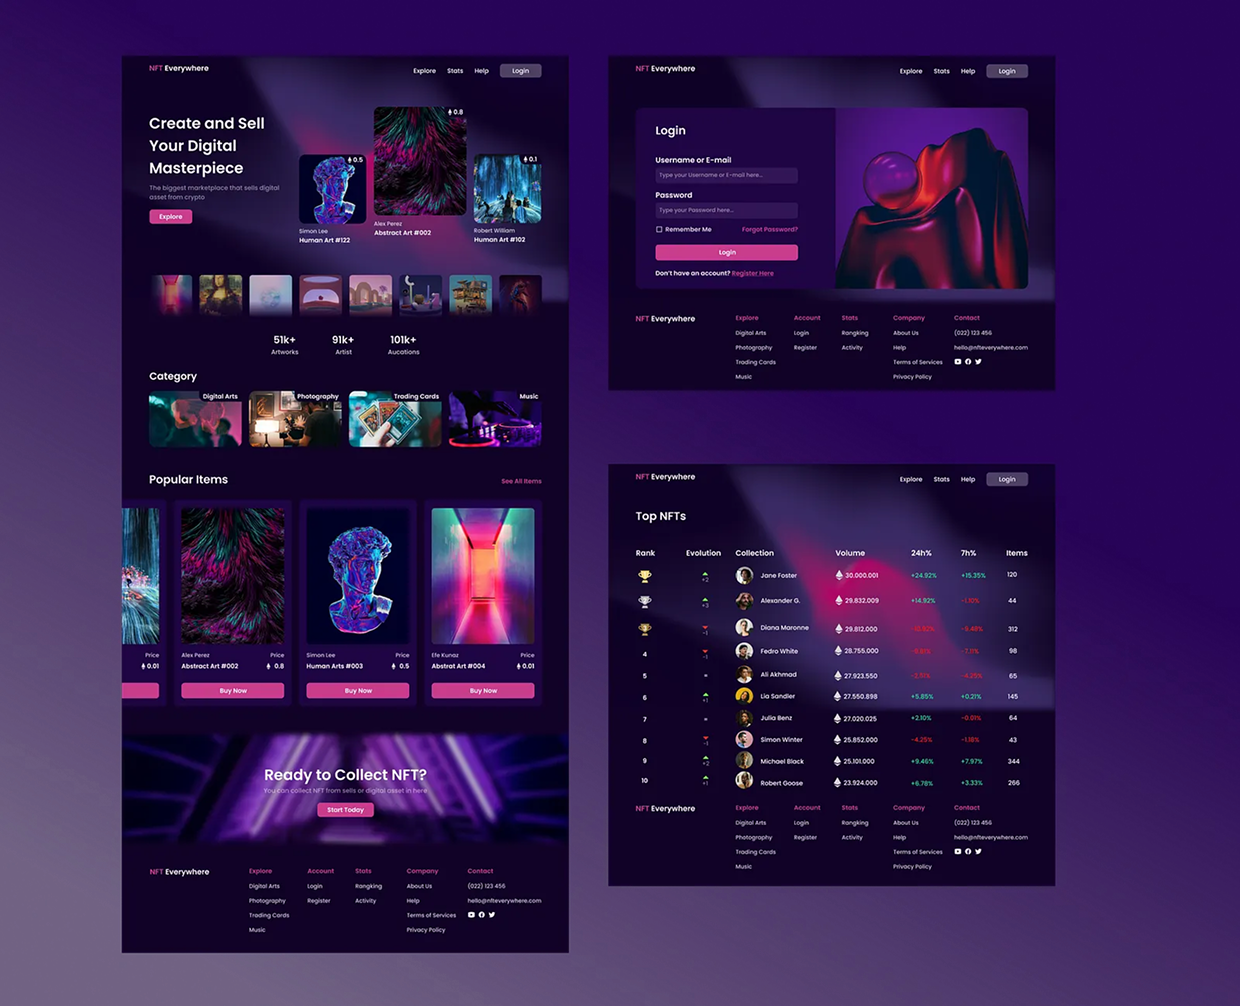 NFT Everywhere
Explore Stats Help Login
Create and Sell
Your Digital
Masterpiece
The biggest marketplace that sells digital
asset from crypto
Explore
0.5
Simon Lee
Human Art #122
0.8
Alex Perez
Abstract Art #002
0.1
Robert William
Human Art #102
51k+ 91k+ 101k+
Artworks Artist Aucations
Category
Digital Arts Photography Trading Cards Music
Popular Items See All Items
Price
0.01
Alex Perez Price
Abstract Art #002 0.8
Buy Now
Simon Lee Price
Human Arts #003 0.5
Buy Now
Efe Kunaz Price
Abstrat Art #004 0.01
Buy Now
Ready to Collect NFT?
You can collect NFT from sells or digital asset in here
Start Today
NFT Everywhere
Explore Account Stats Company Contact
Digital Arts Login Rangking About Us (022) 123 456
Photography Register Activity Help hello@nfteverywhere.com
Trading Cards Terms of Services
Music Privacy Policy
NFT Everywhere
Explore Stats Help Login
Login
Username or E-mail
Type your Username or E-mail here...
Password
Type your Password here...
Remember Me Forgot Password?
Login
Don't have an account? Register Here
NFT Everywhere
Explore Account Stats Company Contact
Digital Arts Login Rangking About Us (022) 123 456
Photography Register Activity Help hello@nfteverywhere.com
Trading Cards Terms of Services
Music Privacy Policy
NFT Everywhere
Explore Stats Help Login
Top NFTs
Rank Evolution Collection Volume 24h% 7h% Items
+2 Jane Foster 30.000.001 +24.92% +15.35% 120
+3 Alexander G. 29.832.009 +14.92% -1.10% 44
-1 Diana Maronne 29.812.000 312
4 -1 Fedro White 28.755.000 -7.11% 98
5 = Ali Akhmad 27.923.550 -4.25% 65
6 +1 Lia Sandler 27.550.898 +5.85% +0.21% 145
7 = Julia Benz 27.020.025 +2.10% -0.01% 64
8 -1 Simon Winter 25.852.000 -4.25% -1.18% 43
9 +2 Michael Black 25.101.000 +9.46% +7.97% 344
10 +1 Robert Goose 23.924.000 +6.78% +3.33% 266
NFT Everywhere
Explore Account Stats Company Contact
Digital Arts Login Rangking About Us (022) 123 456
Photography Register Activity Help hello@nfteverywhere.com
Trading Cards Terms of Services
Music Privacy Policy